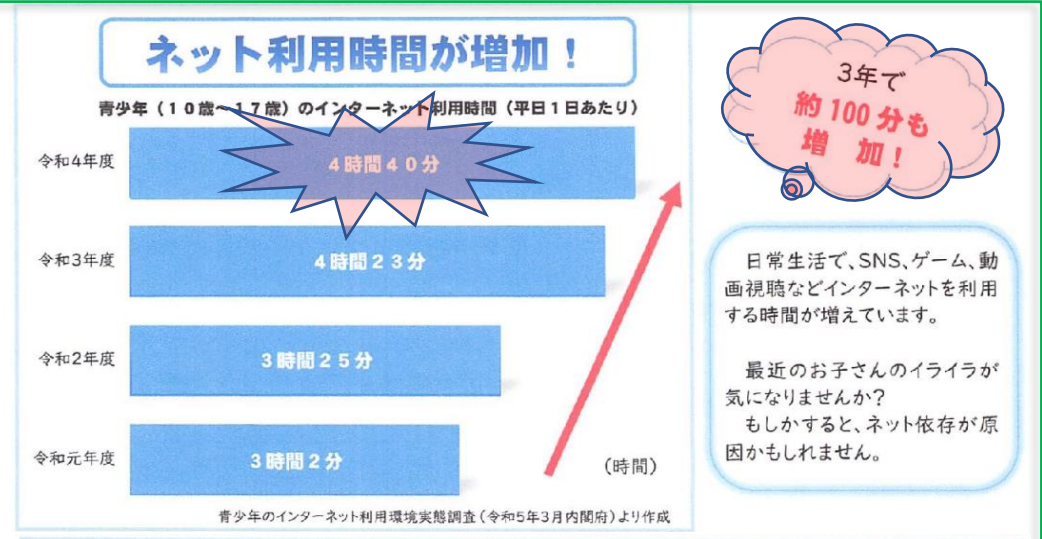 ネット利用時間が増加！
青少年（１０歳～１７歳）のインターネット利用時間（平日１日あたり）
令和4年度
４時間４０分
令和3年度
４時間２３分
令和2年度
３時間２５分
令和元年度
３時間２分
（時間）
青少年のインターネット利用環境実態調査（令和5年3月内閣府）より作成
3年で
約100分も
増　加！
日常生活で、SNS、ゲーム、動
画視聴などインターネットを利用
する時間が増えています。
最近のお子さんのイライラが
気になりませんか？
もしかすると、ネット依存が原
因かもしれません。